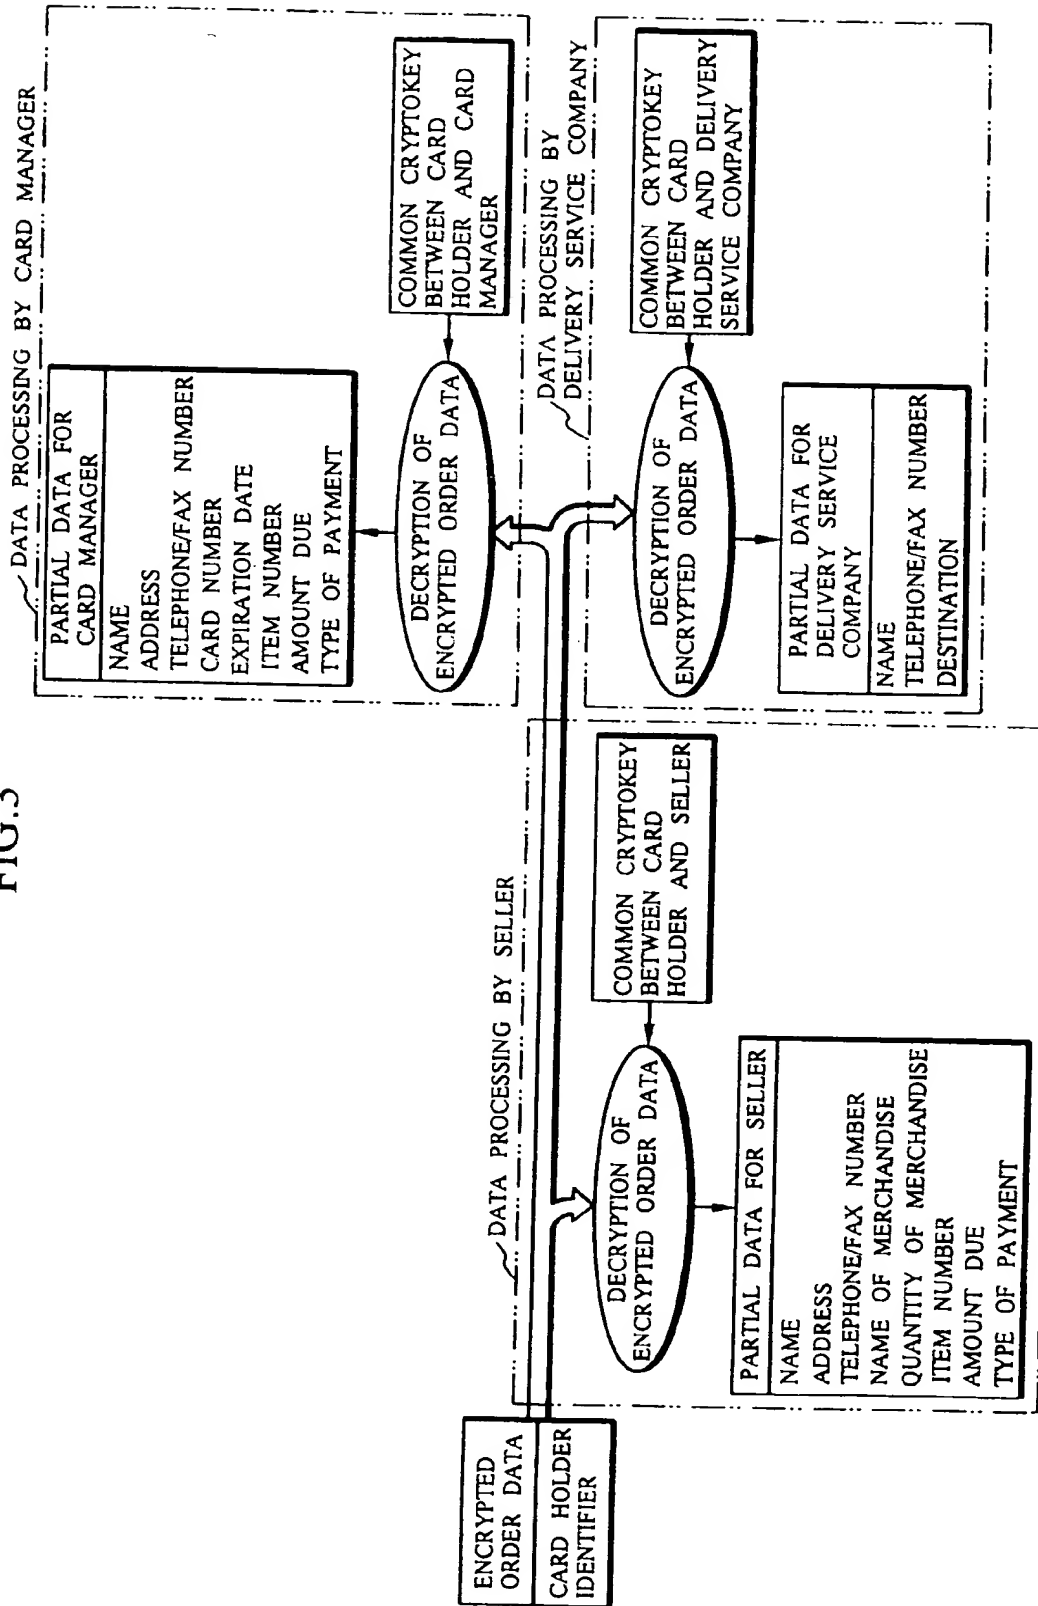 FIG.3
ENCRYPTED
ORDER DATA
CARD HOLDER
IDENTIFIER
DATA PROCESSING BY SELLER
DECRYPTION OF
ENCRYPTED ORDER DATA
COMMON CRYPTOKEY
BETWEEN CARD
HOLDER AND SELLER
PARTIAL DATA FOR SELLER
NAME
ADDRESS
TELEPHONE/FAX NUMBER
NAME OF MERCHANDISE
QUANTITY OF MERCHANDISE
ITEM NUMBER
AMOUNT DUE
TYPE OF PAYMENT
DATA PROCESSING BY CARD MANAGER
PARTIAL DATA FOR
CARD MANAGER
NAME
ADDRESS
TELEPHONE/FAX NUMBER
CARD NUMBER
EXPIRATION DATE
ITEM NUMBER
AMOUNT DUE
TYPE OF PAYMENT
DECRYPTION OF
ENCRYPTED ORDER DATA
COMMON CRYPTOKEY
BETWEEN CARD
HOLDER AND CARD
MANAGER
DATA PROCESSING BY
DELIVERY SERVICE COMPANY
DECRYPTION OF
ENCRYPTED ORDER DATA
COMMON CRYPTOKEY
BETWEEN CARD
HOLDER AND DELIVERY
SERVICE COMPANY
PARTIAL DATA FOR
DELIVERY SERVICE
COMPANY
NAME
TELEPHONE/FAX NUMBER
DESTINATION